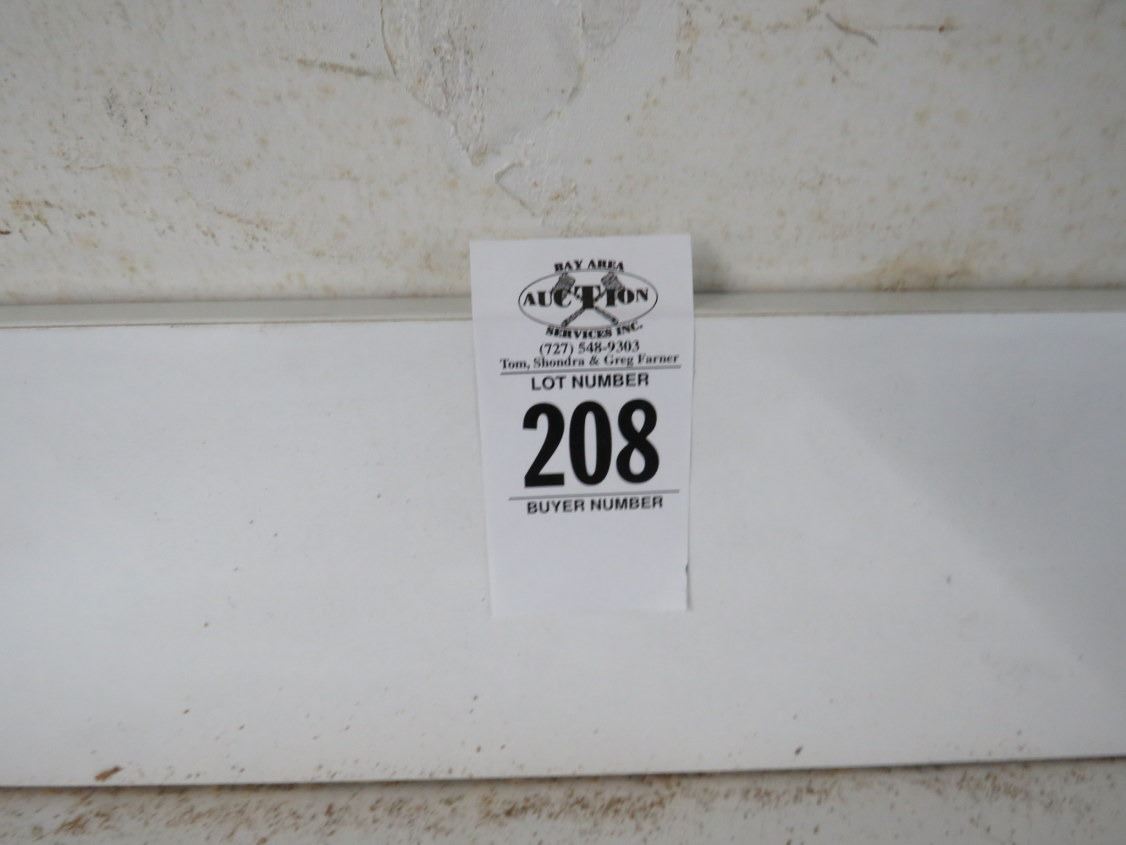 BAY AREA
AUCTION
SERVICES INC.
(727) 548-9303
Tom, Shondra & Greg Farner
LOT NUMBER
208
BUYER NUMBER